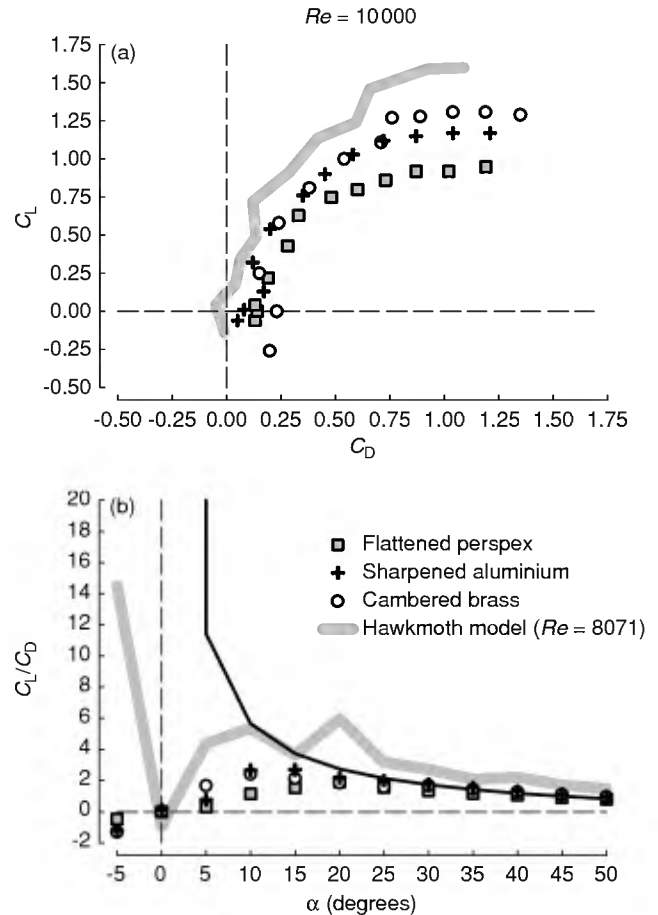 Re = 10000
(a)
1.75
1.50
1.25
1.00
0.75
0.50
0.25
0.00
-0.25
-0.50
CL
-0.50 -0.25 0.00 0.25 0.50 0.75 1.00 1.25 1.50 1.75
CD
(b)
20
18
16
14
12
10
8
6
4
2
0
-2
CL/CD
Flattened perspex
Sharpened aluminium
Cambered brass
Hawkmoth model (Re = 8071)
-5 0 5 10 15 20 25 30 35 40 45 50
α (degrees)